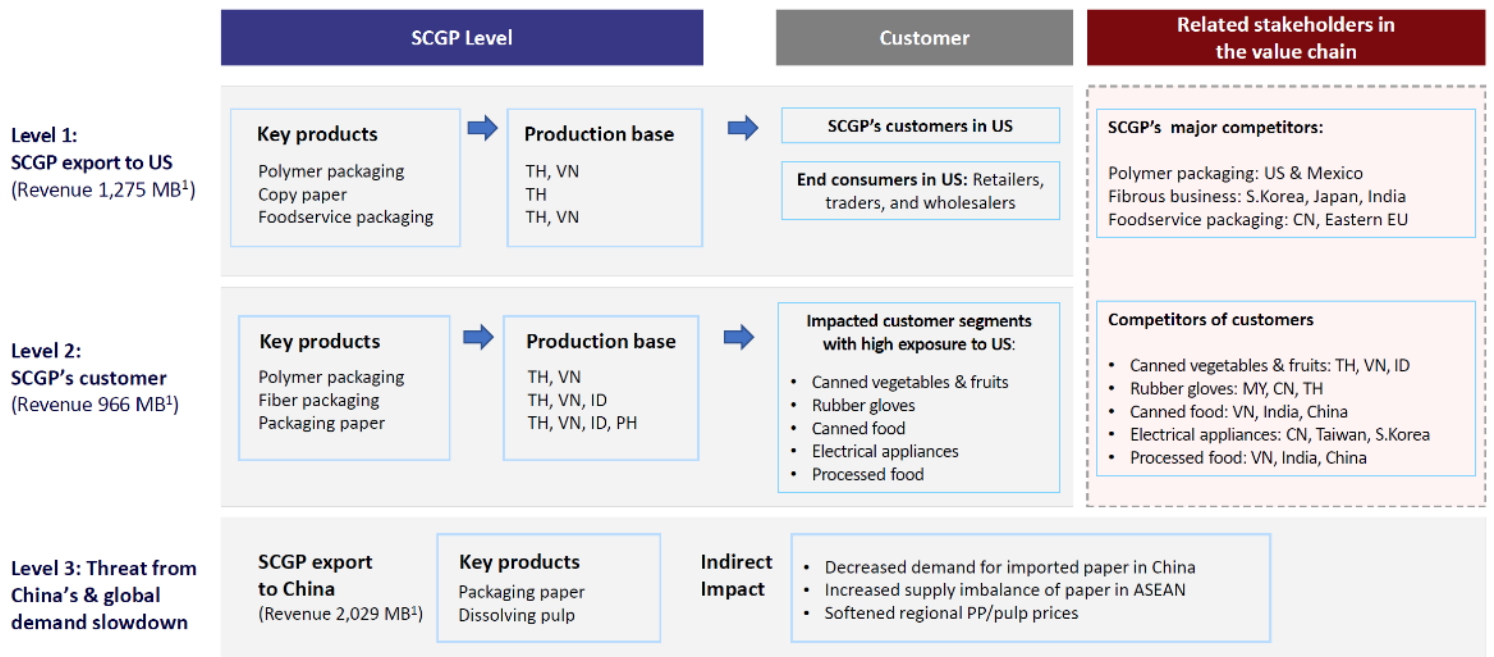 SCGP Level
Customer
Related stakeholders in
the value chain
Level 1:
SCGP export to US
(Revenue 1,275 MB¹)
Key products
Polymer packaging
Copy paper
Foodservice packaging
Production base
TH, VN
TH
TH, VN
SCGP's customers in US
End consumers in US: Retailers,
traders, and wholesalers
SCGP's major competitors:
Polymer packaging: US & Mexico
Fibrous business: S.Korea, Japan, India
Foodservice packaging: CN, Eastern EU
Level 2:
SCGP's customer
(Revenue 966 MB¹)
Key products
Polymer packaging
Fiber packaging
Packaging paper
Production base
TH, VN
TH, VN, ID
TH, VN, ID, PH
Impacted customer segments
with high exposure to US:
• Canned vegetables & fruits
• Rubber gloves
• Canned food
• Electrical appliances
• Processed food
Competitors of customers
• Canned vegetables & fruits: TH, VN, ID
• Rubber gloves: MY, CN, TH
• Canned food: VN, India, China
• Electrical appliances: CN, Taiwan, S.Korea
• Processed food: VN, India, China
Level 3: Threat from
China's & global
demand slowdown
SCGP export
to China
(Revenue 2,029 MB¹)
Key products
Packaging paper
Dissolving pulp
Indirect
Impact
• Decreased demand for imported paper in China
• Increased supply imbalance of paper in ASEAN
• Softened regional PP/pulp prices